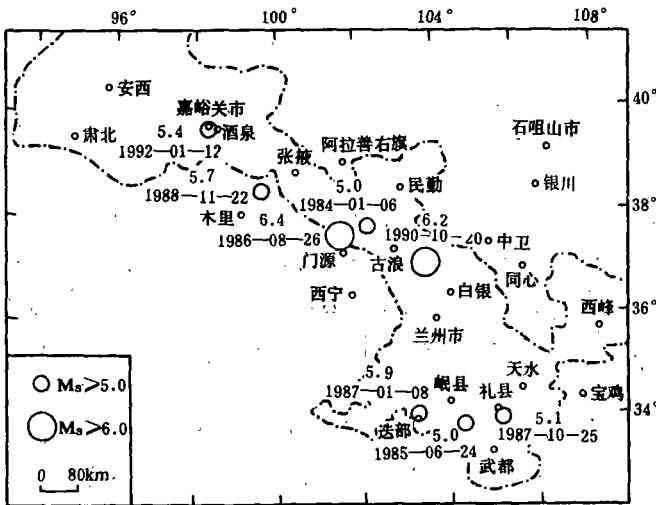 96° 100° 104° 108°
安西
40°
嘉峪关市
肃北
5.4
酒泉
石咀山市
1992—01—12
张掖
阿拉善右旗
5.7
5.0
民勤
银川
1988—11—22
1984—01—06
38°
木里
6.4
6.2
1986—08—26
1990—10—20
中卫
门源
古浪
同心
西宁
白银
西峰
36°
兰州市
5.9
天水
M_s>5.0
1987—01—08
岷县
礼县
宝鸡
34°
M_s>6.0
迭部
5.0
5.1
1985—06—24
1987—10—25
武都
0 80km